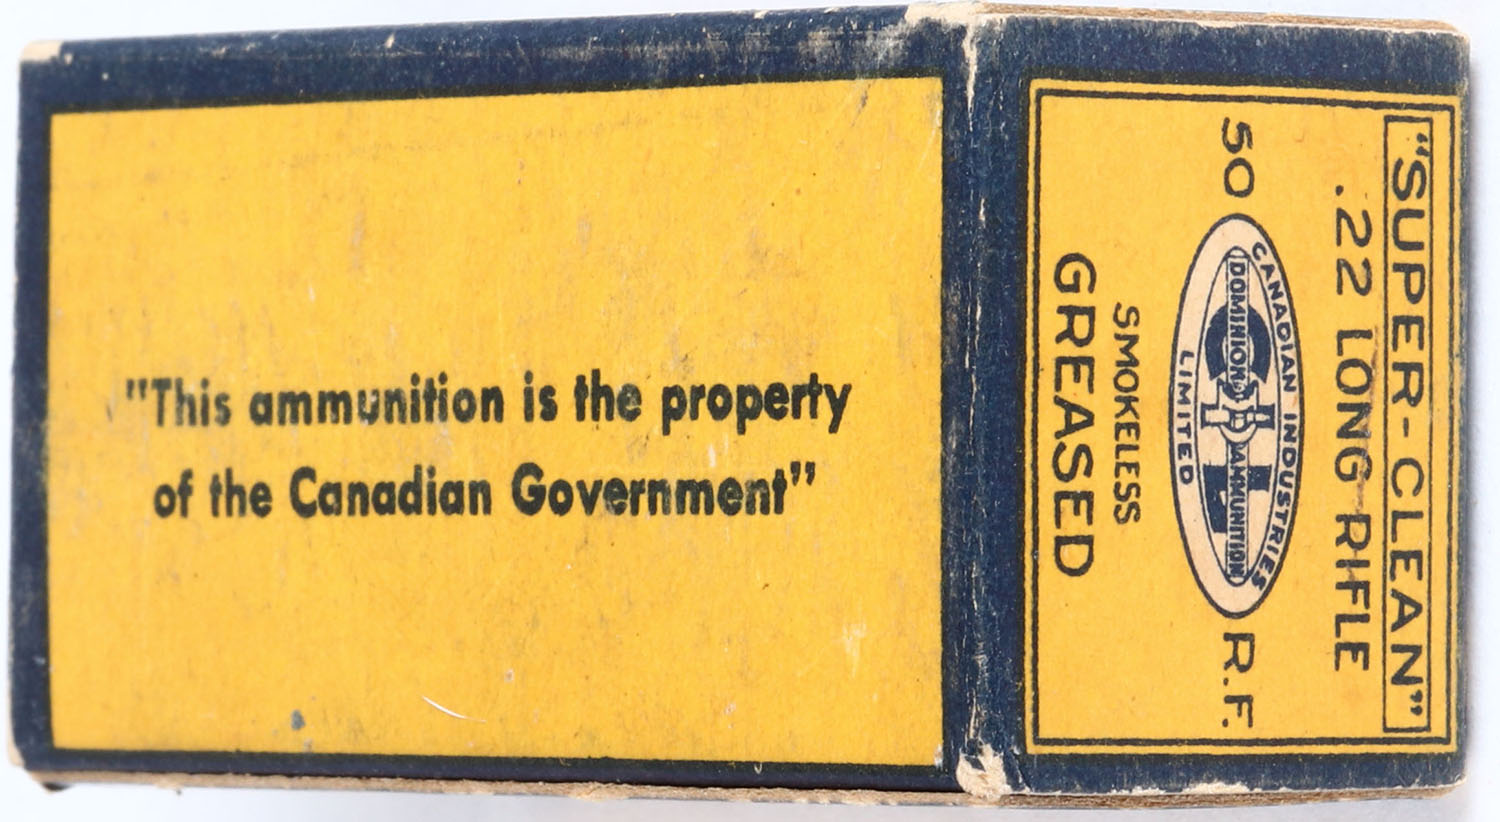 "This ammunition is the property
of the Canadian Government"
"SUPER-CLEAN"
.22 LONG RIFLE
50 R.F.
CANADIAN INDUSTRIES
DOMINION AMMUNITION
LIMITED
SMOKELESS
GREASED